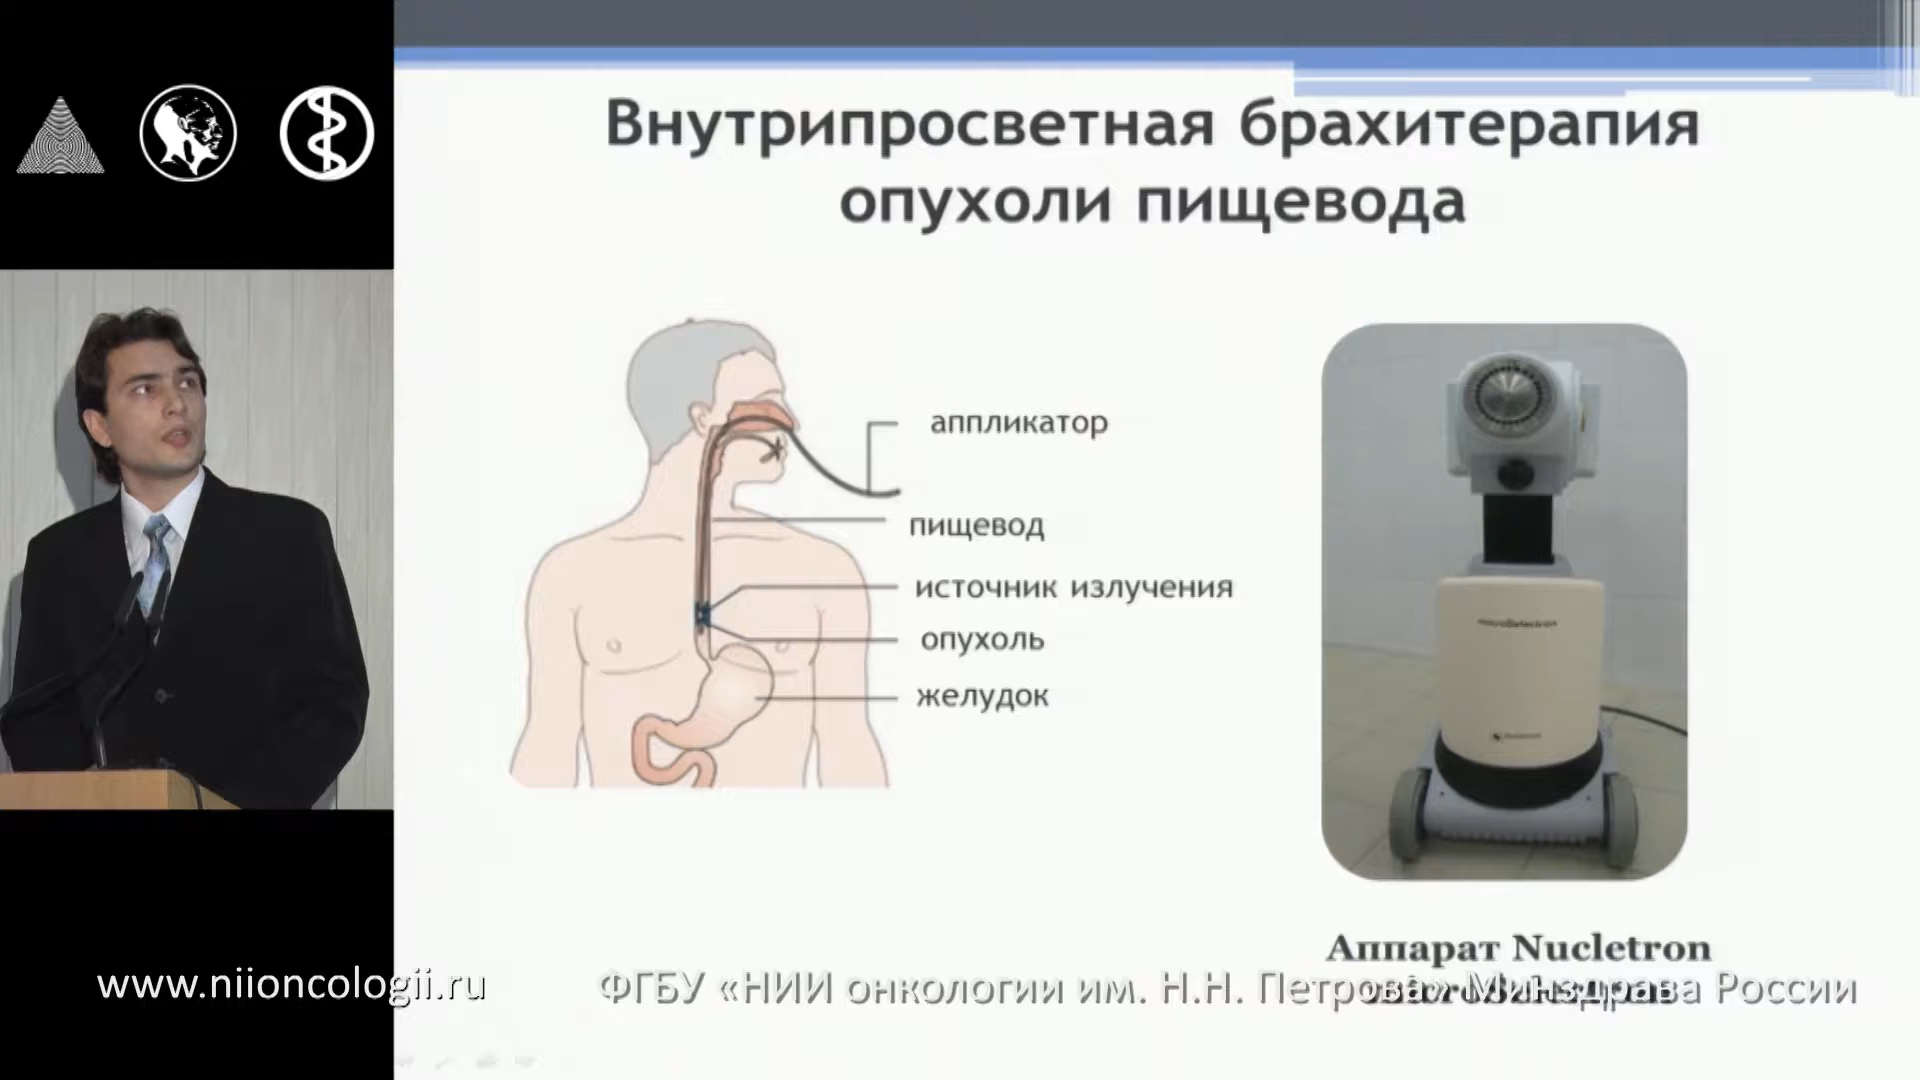 Внутрипросветная брахитерапия
опухоли пищевода
аппликатор
пищевод
источник излучения
опухоль
желудок
microSelectron
Аппарат Nucletron
www.niioncologii.ru
ФГБУ «НИИ онкологии им. Н.Н. Петрова» Минздрава России